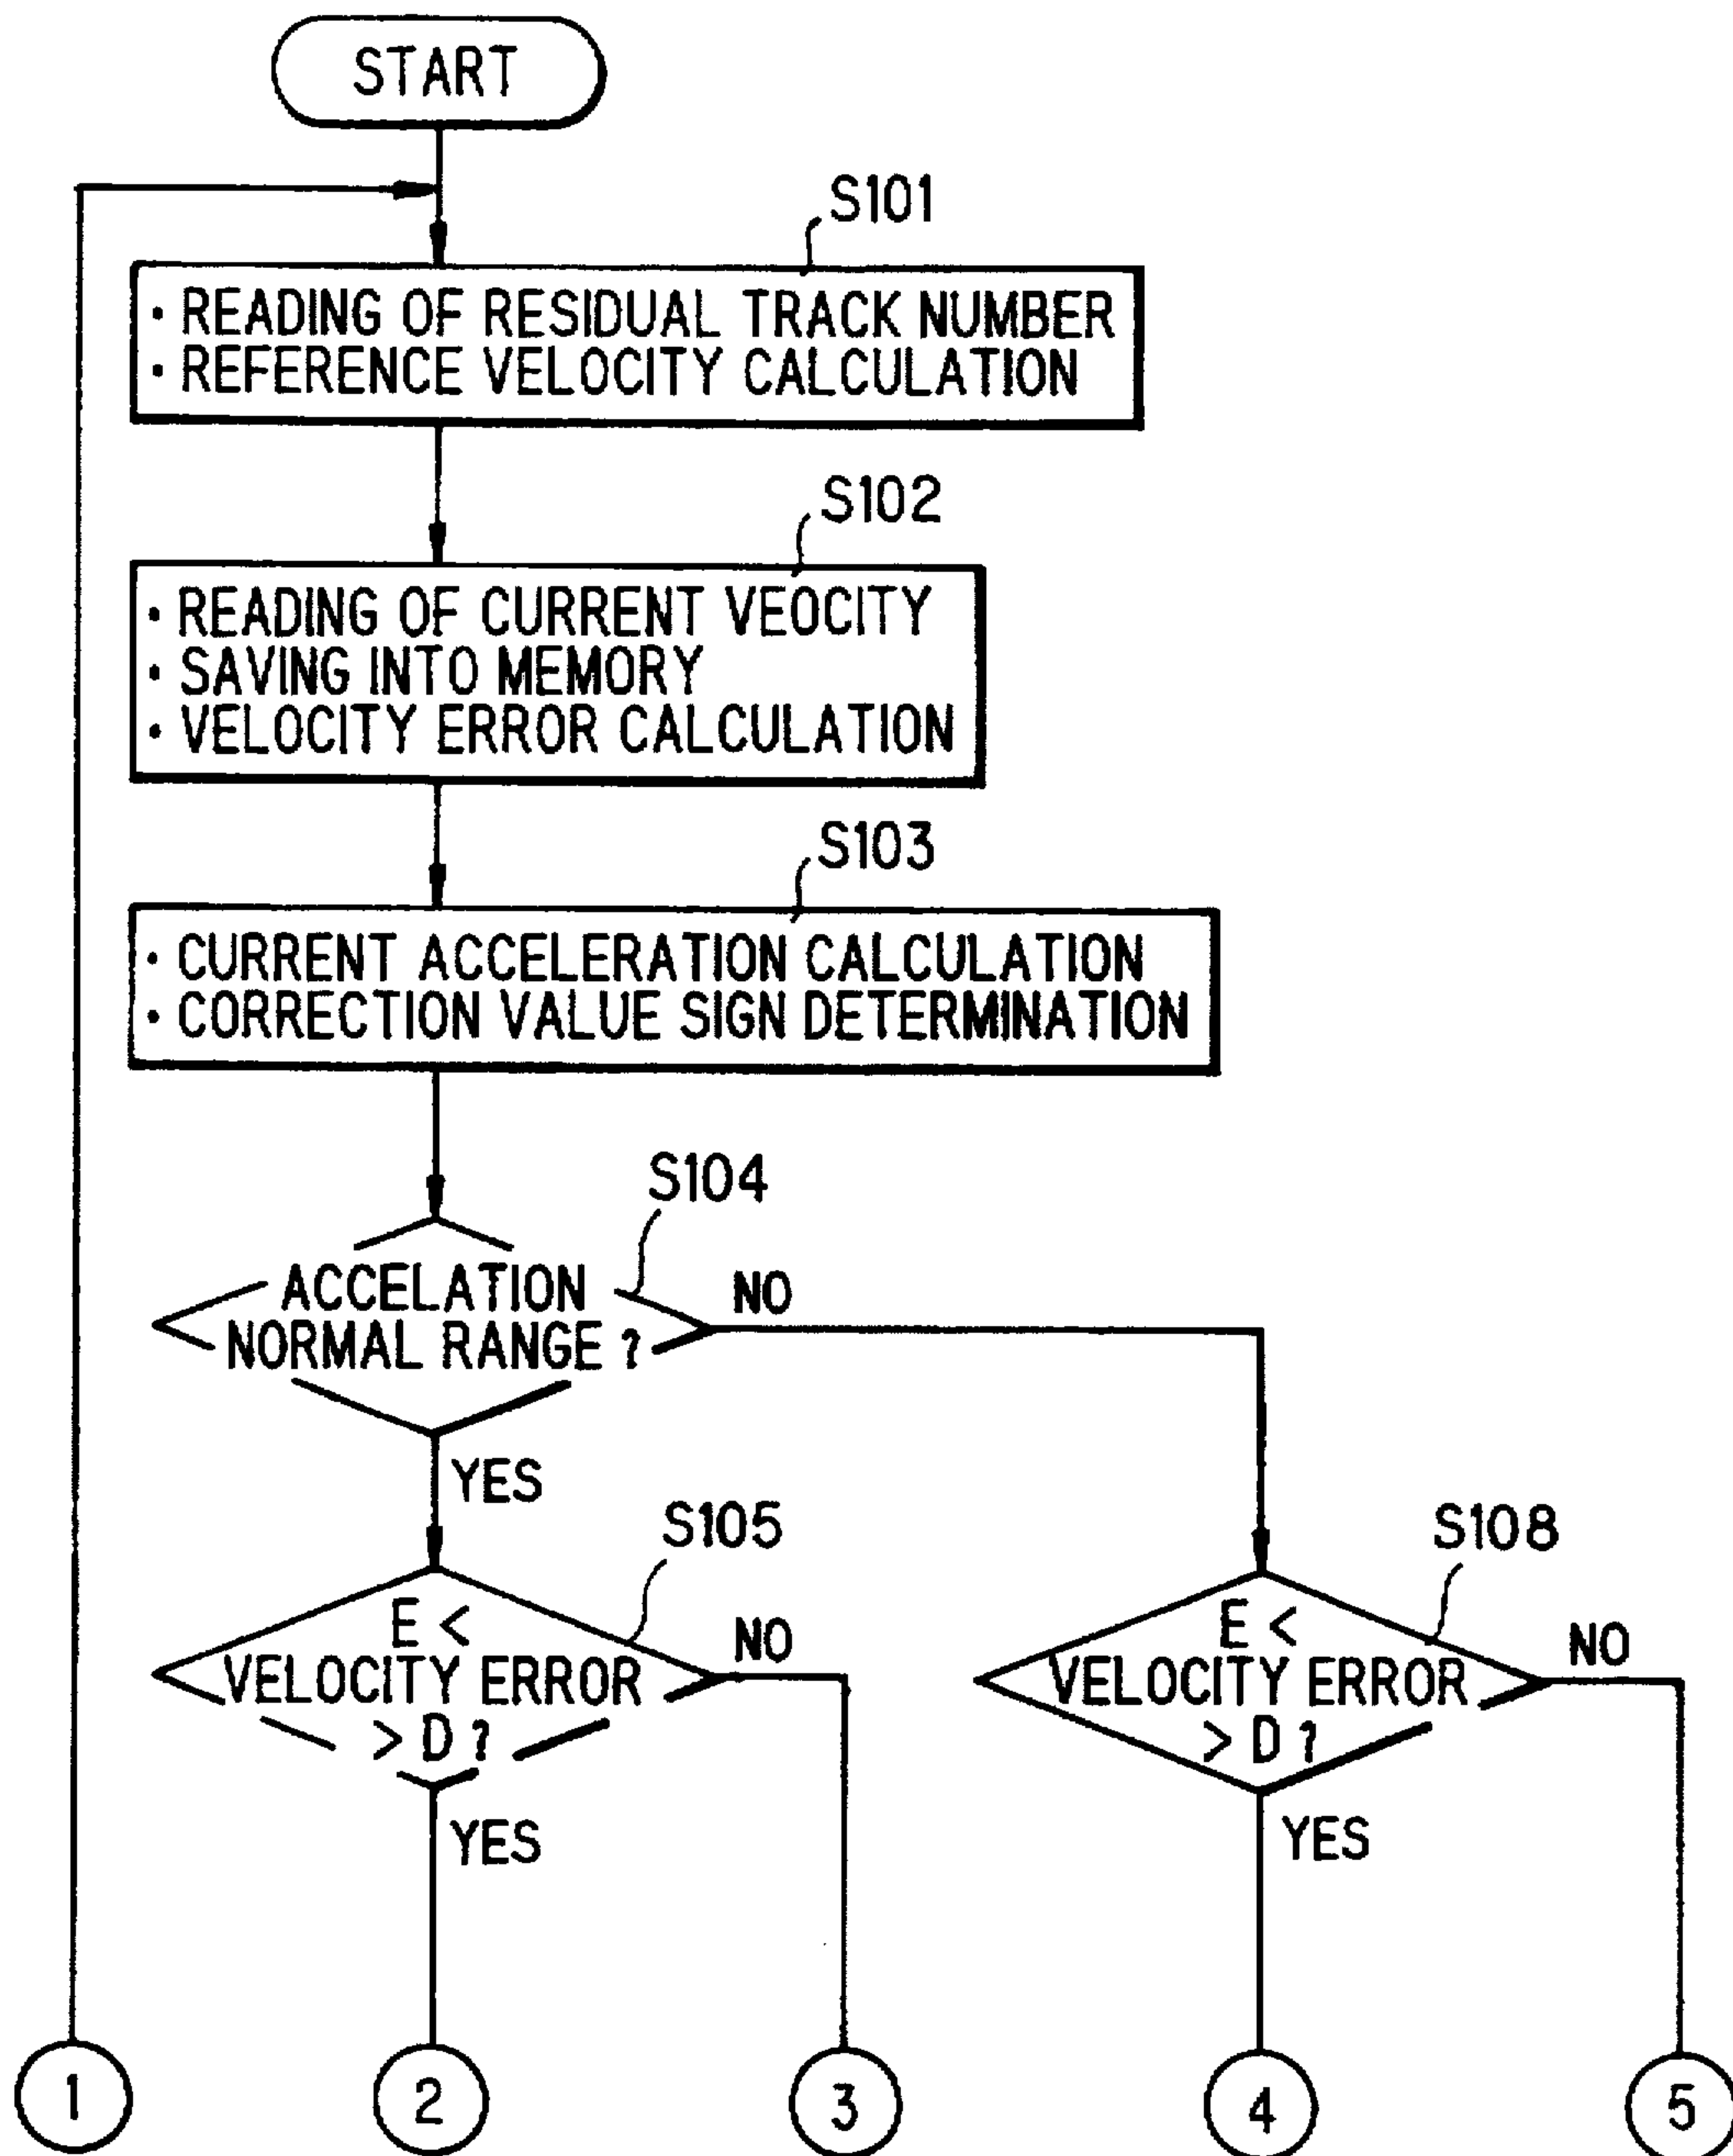 START
S101
· READING OF RESIDUAL TRACK NUMBER
· REFERENCE VELOCITY CALCULATION
S102
· READING OF CURRENT VEOCITY
· SAVING INTO MEMORY
· VELOCITY ERROR CALCULATION
S103
· CURRENT ACCELERATION CALCULATION
· CORRECTION VALUE SIGN DETERMINATION
S104
ACCELATION
NORMAL RANGE ?
NO
YES
S105
E <
VELOCITY ERROR
> D ?
NO
YES
S108
E <
VELOCITY ERROR
> D ?
NO
YES
1
2
3
4
5